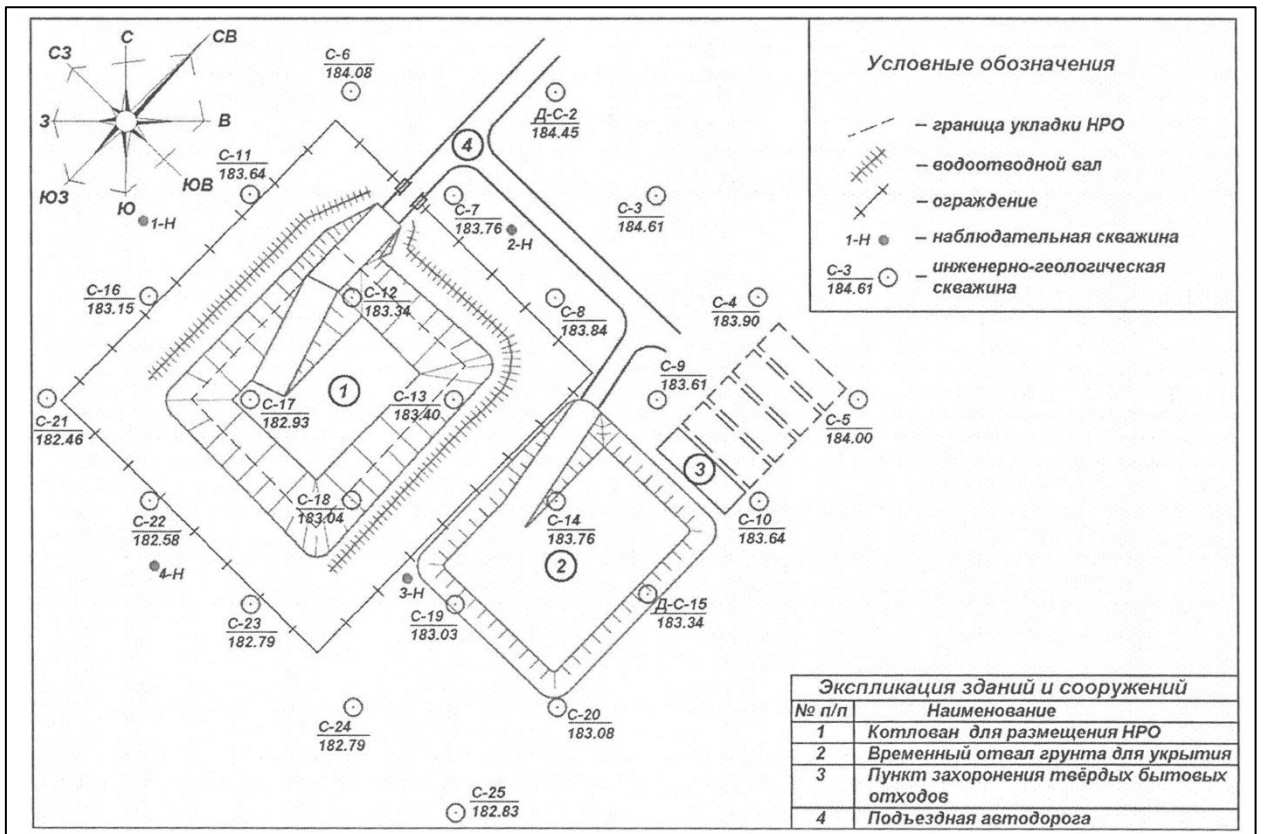 С
СВ
СЗ
З
В
ЮЗ
Ю
ЮВ
1-Н
С-6
184.08
Д-С-2
184.45
4
С-11
183.64
С-7
183.76
2-Н
С-3
184.61
С-16
183.15
С-12
183.34
С-8
183.84
С-4
183.90
С-9
183.61
С-21
182.46
С-17
182.93
1
С-13
183.40
С-5
184.00
3
С-22
182.58
С-18
183.04
С-14
183.76
С-10
183.64
2
4-Н
3-Н
С-23
182.79
С-19
183.03
Д-С-15
183.34
С-24
182.79
С-20
183.08
С-25
182.83
Условные обозначения
– граница укладки НРО
– водоотводной вал
– ограждение
1-Н – наблюдательная скважина
С-3
184.61
– инженерно-геологическая
скважина
Экспликация зданий и сооружений
№ п/п Наименование
1 Котлован для размещения НРО
2 Временный отвал грунта для укрытия
3 Пункт захоронения твёрдых бытовых
отходов
4 Подъездная автодорога